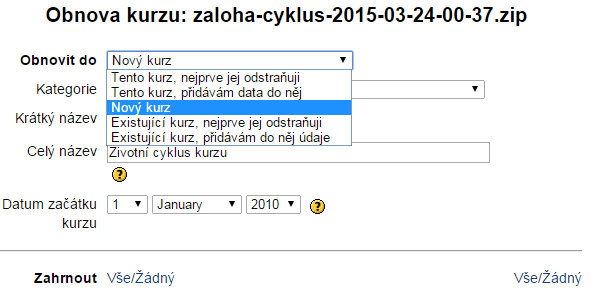 Obnova kurzu: zaloha-cyklus-2015-03-24-00-37.zip
Obnovit do Nový kurz
Tento kurz, nejprve jej odstraňuji
Kategorie Tento kurz, přidávám data do něj
Nový kurz
Krátký název Existující kurz, nejprve jej odstraňuji
Existující kurz, přidávám do něj údaje
Celý název Životní cyklus kurzu
?
Datum začátku kurzu 1 January 2010 ?
Zahrnout Vše/Žádný Vše/Žádný